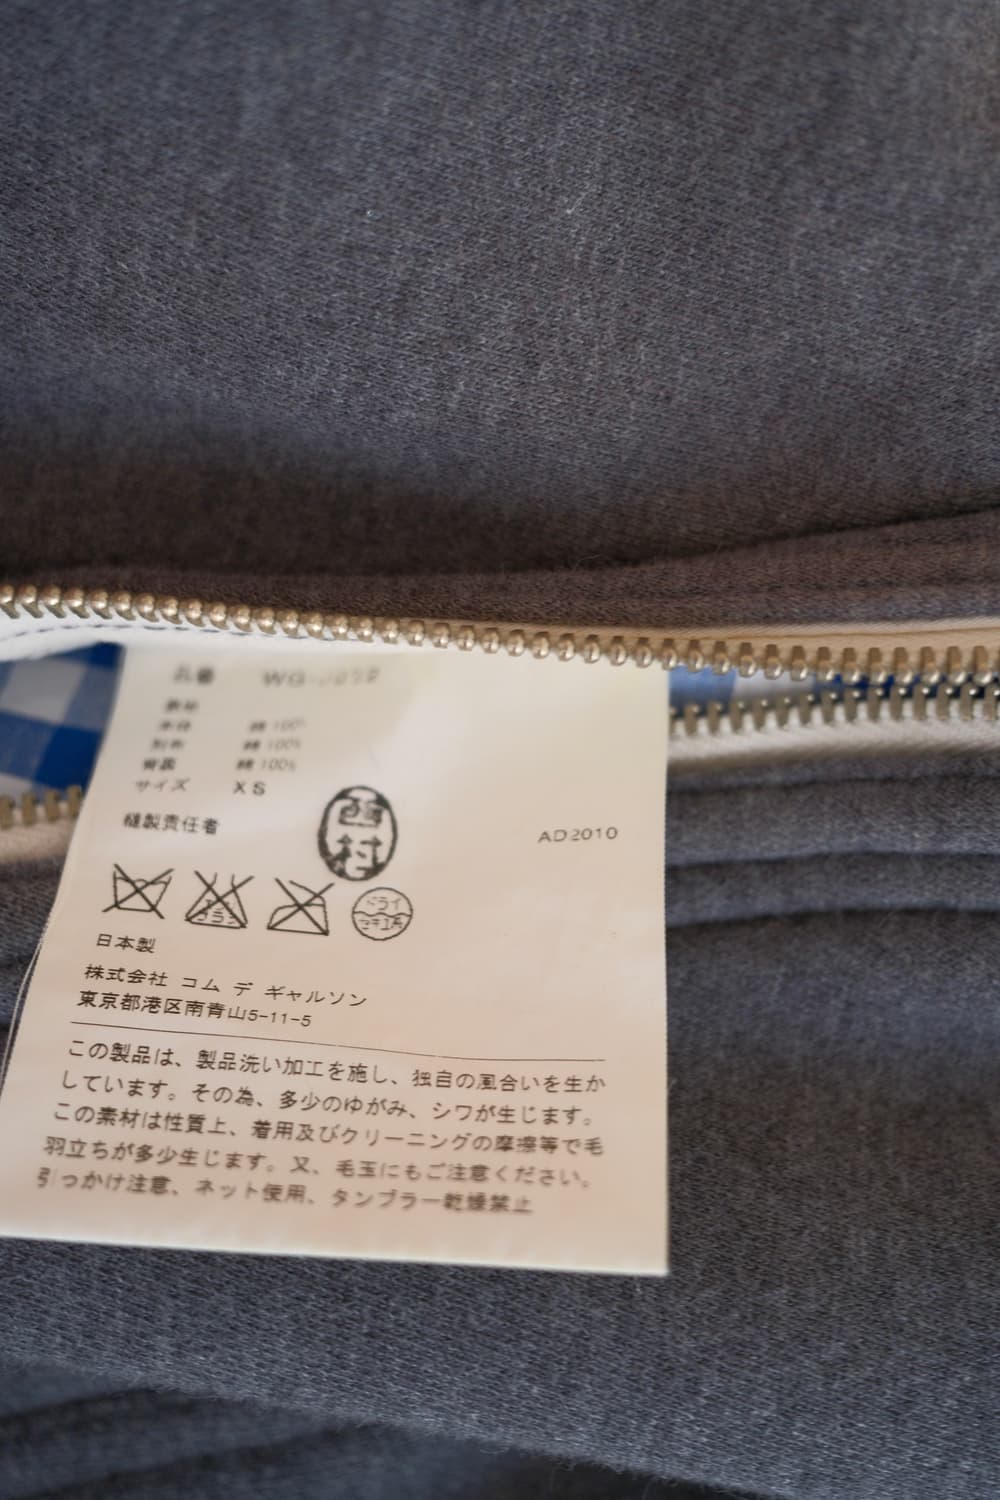 品番
本体 綿 100%
別布 綿 100%
身裏 綿 100%
サイズ XS
縫製責任者 西村
AD2010
ドライ
セキユ系
日本製
株式会社 コム デ ギャルソン
東京都港区南青山5-11-5
この製品は、製品洗い加工を施し、独自の風合いを生か
しています。その為、多少のゆがみ、シワが生じます。
この素材は性質上、着用及びクリーニングの摩擦等で毛
羽立ちが多少生じます。又、毛玉にもご注意ください。
引っかけ注意、ネット使用、タンブラー乾燥禁止